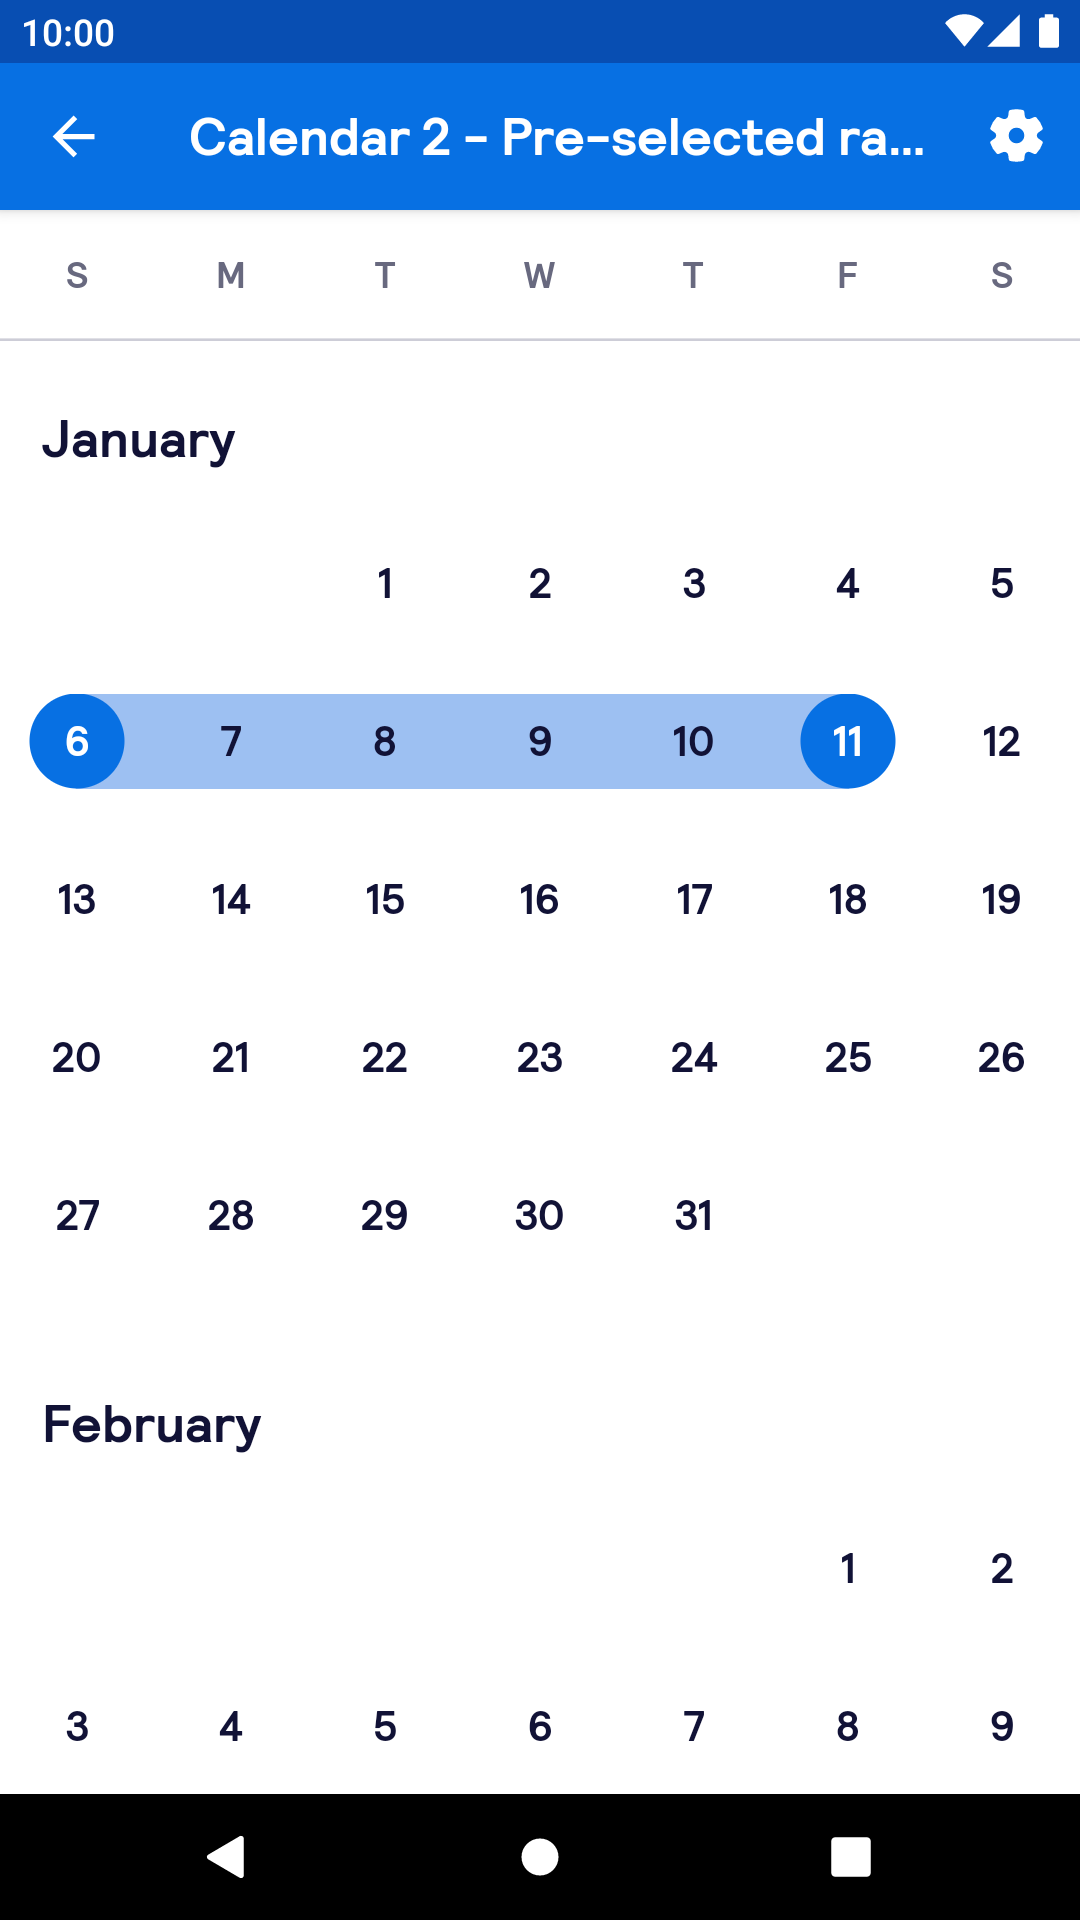 10:00
Calendar 2 - Pre-selected ra...
S M T W T F S
January
1 2 3 4 5
6 7 8 9 10 11 12
13 14 15 16 17 18 19
20 21 22 23 24 25 26
27 28 29 30 31
February
1 2
3 4 5 6 7 8 9